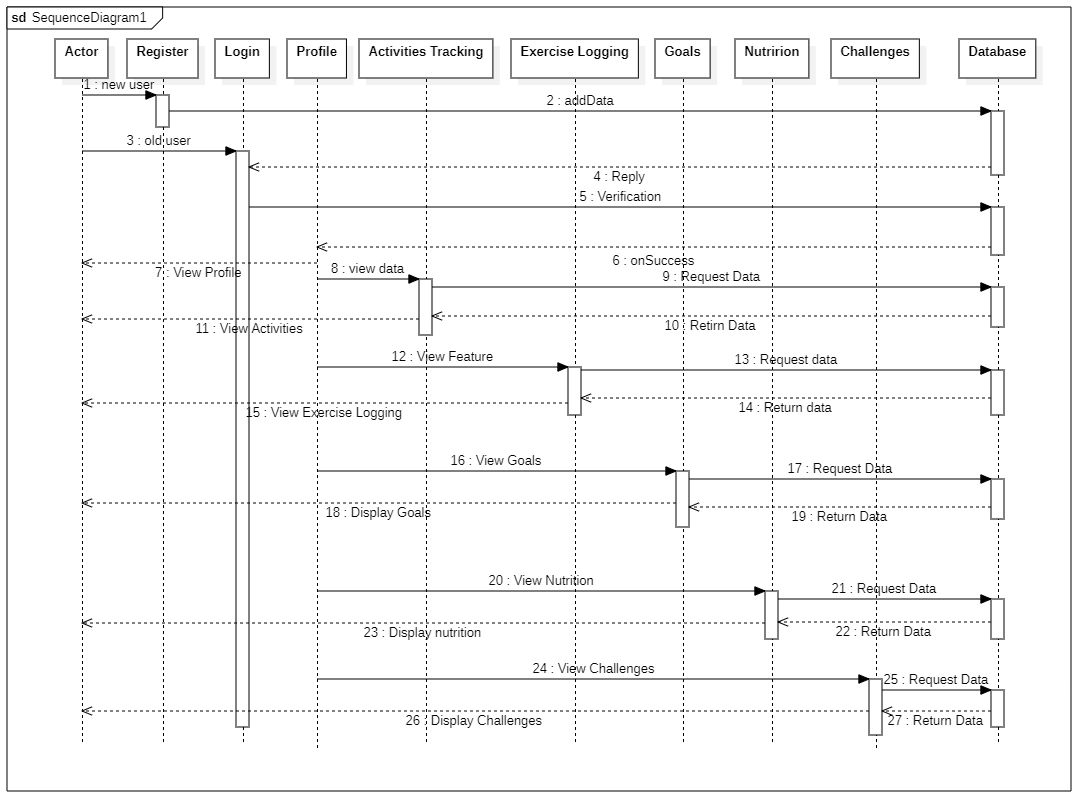 sd SequenceDiagram1
Actor Register Login Profile Activities Tracking Exercise Logging Goals Nutririon Challenges Database
1 : new user
2 : addData
3 : old user
4 : Reply
5 : Verification
6 : onSuccess
7 : View Profile
8 : view data
9 : Request Data
10 : Retirn Data
11 : View Activities
12 : View Feature
13 : Request data
14 : Return data
15 : View Exercise Logging
16 : View Goals
17 : Request Data
18 : Display Goals
19 : Return Data
20 : View Nutrition
21 : Request Data
22 : Return Data
23 : Display nutrition
24 : View Challenges
25 : Request Data
26 : Display Challenges
27 : Return Data